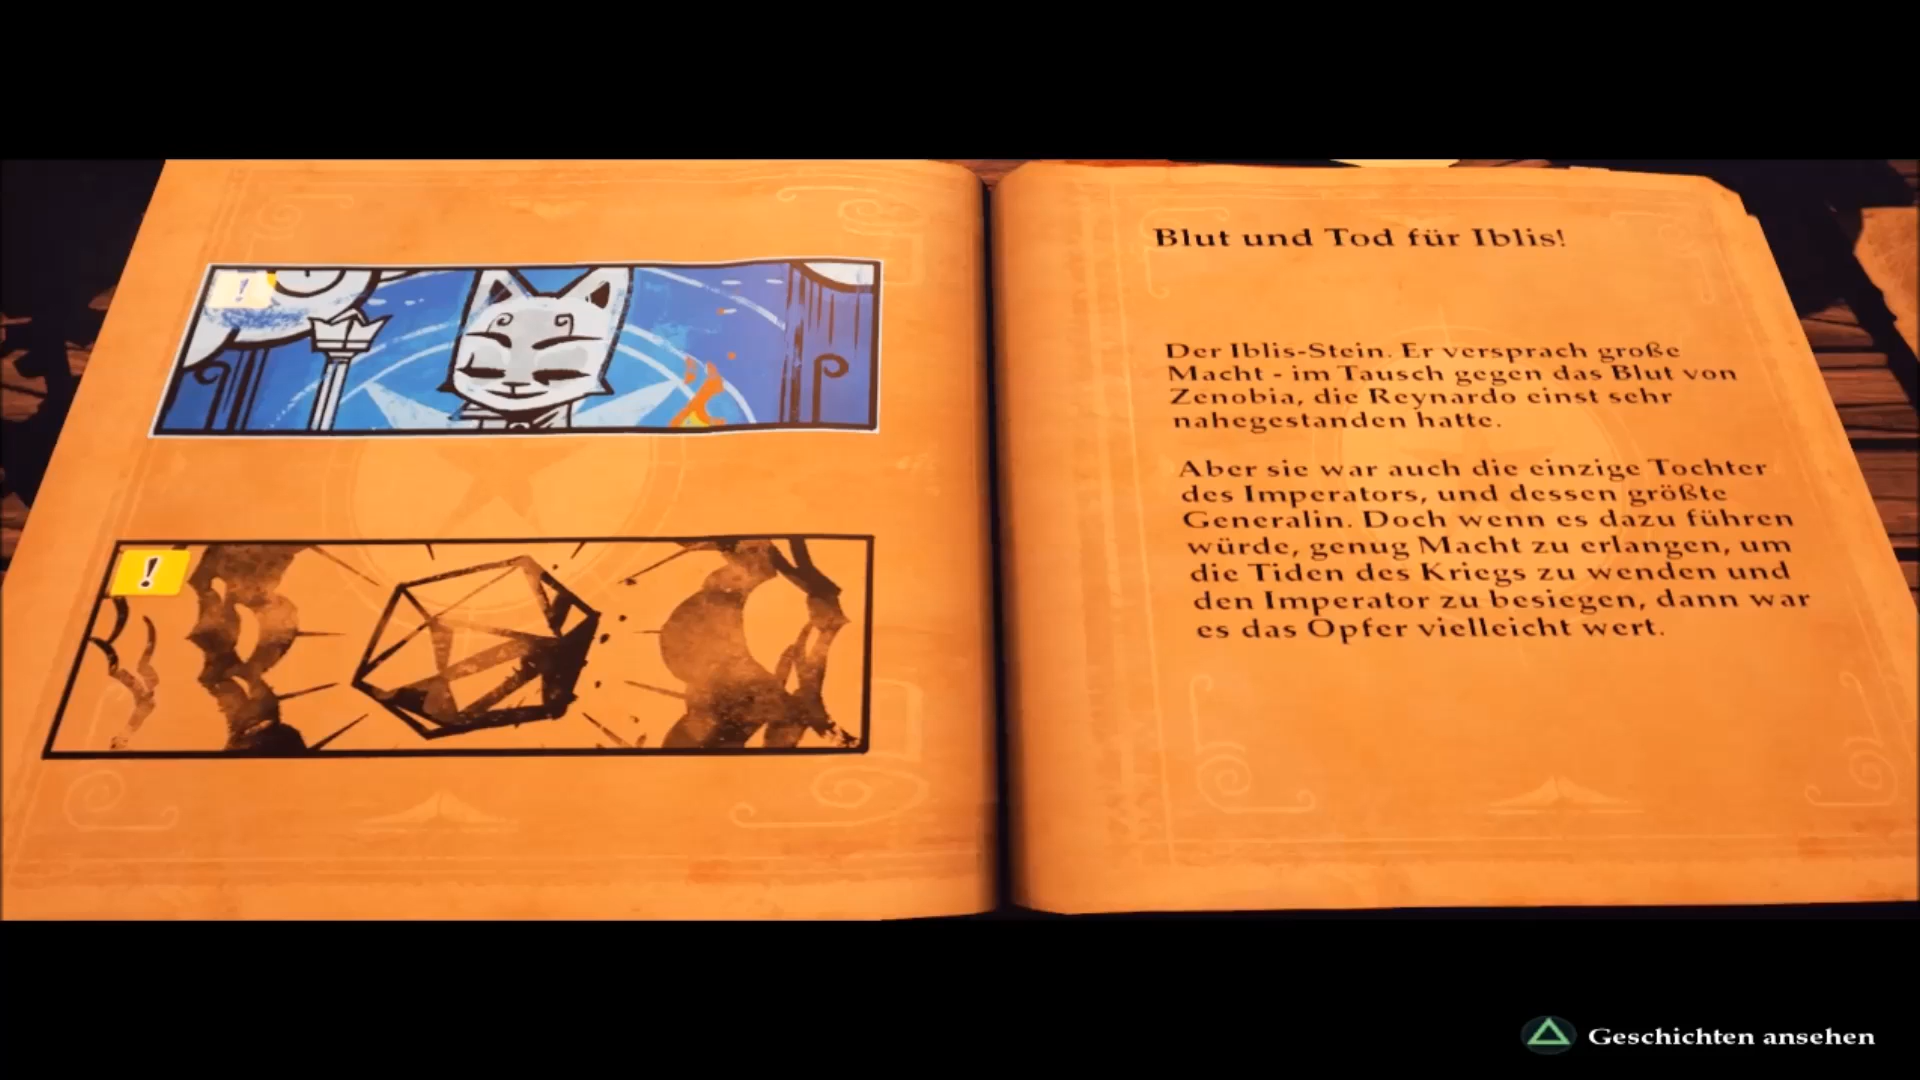 !
!
Blut und Tod für Iblis!
Der Iblis-Stein. Er versprach große
Macht - im Tausch gegen das Blut von
Zenobia, die Reynardo einst sehr
nahegestanden hatte.
Aber sie war auch die einzige Tochter
des Imperators, und dessen größte
Generalin. Doch wenn es dazu führen
würde, genug Macht zu erlangen, um
die Tiden des Kriegs zu wenden und
den Imperator zu besiegen, dann war
es das Opfer vielleicht wert.
Geschichten ansehen